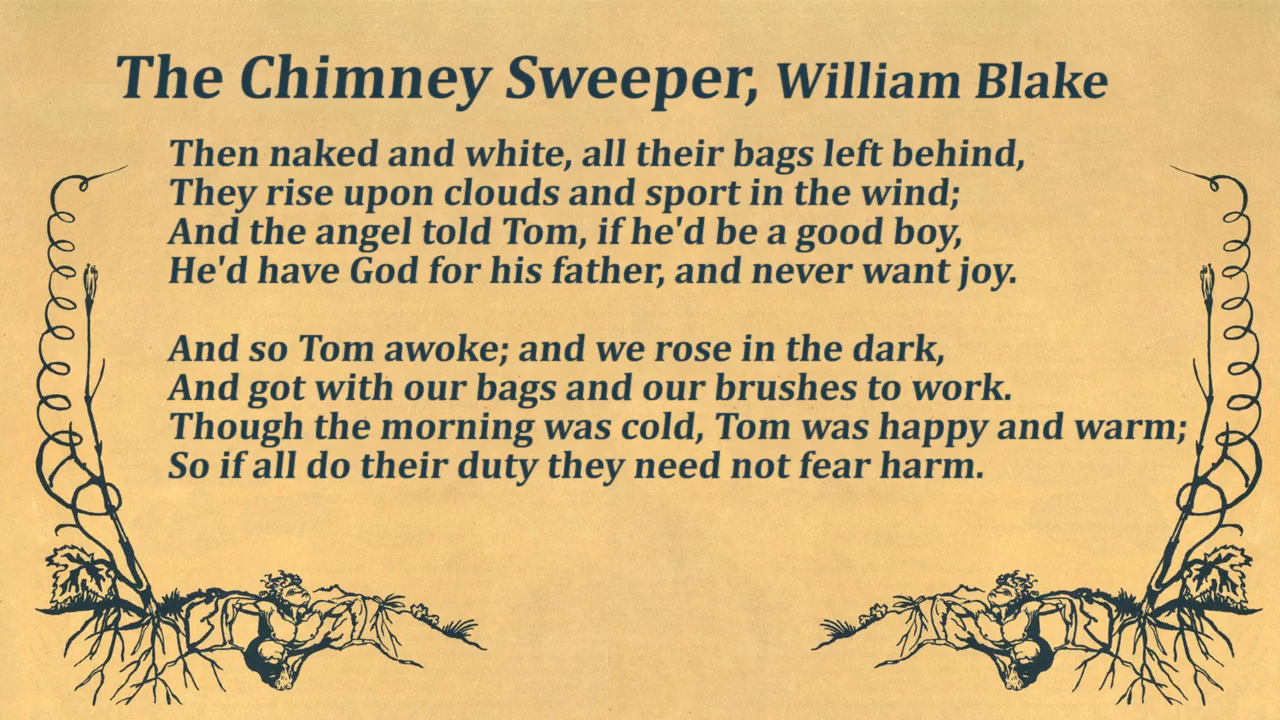 The Chimney Sweeper, William Blake
Then naked and white, all their bags left behind,
They rise upon clouds and sport in the wind;
And the angel told Tom, if he'd be a good boy,
He'd have God for his father, and never want joy.
And so Tom awoke; and we rose in the dark,
And got with our bags and our brushes to work.
Though the morning was cold, Tom was happy and warm;
So if all do their duty they need not fear harm.